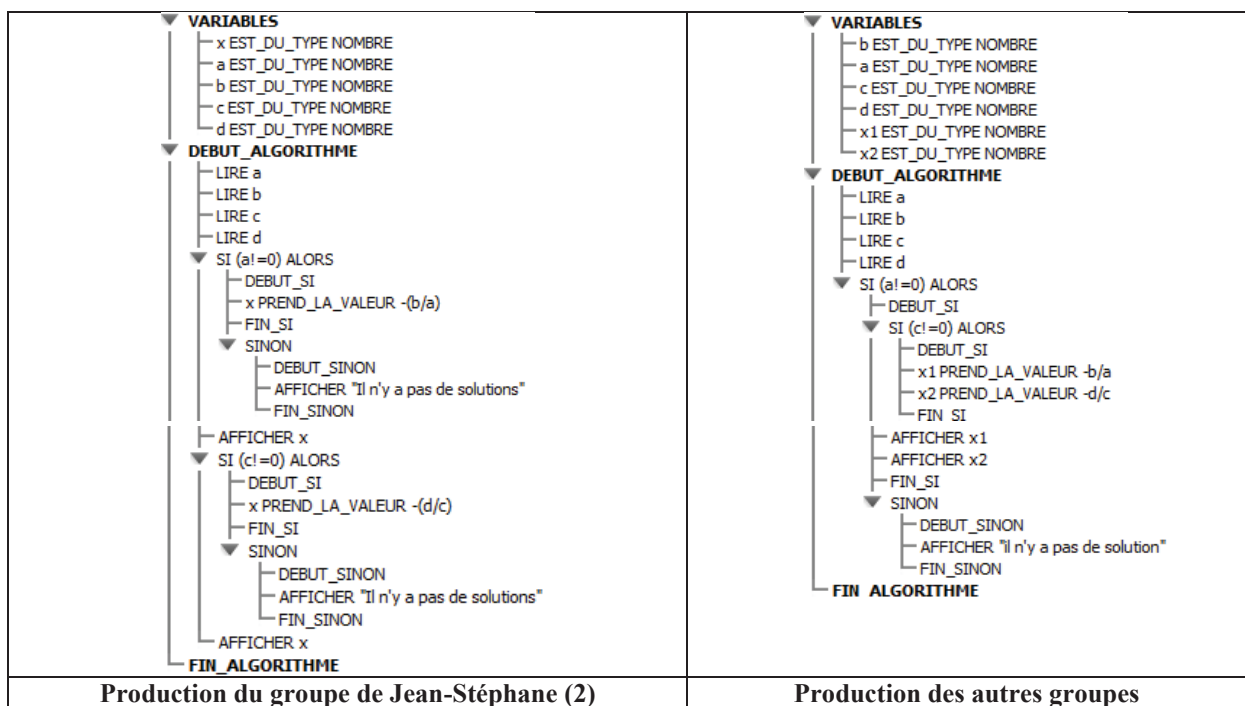 VARIABLES
x EST_DU_TYPE NOMBRE
a EST_DU_TYPE NOMBRE
b EST_DU_TYPE NOMBRE
c EST_DU_TYPE NOMBRE
d EST_DU_TYPE NOMBRE
DEBUT_ALGORITHME
LIRE a
LIRE b
LIRE c
LIRE d
SI (a!=0) ALORS
DEBUT_SI
x PREND_LA_VALEUR -(b/a)
FIN_SI
SINON
DEBUT_SINON
AFFICHER "Il n'y a pas de solutions"
FIN_SINON
AFFICHER x
SI (c!=0) ALORS
DEBUT_SI
x PREND_LA_VALEUR -(d/c)
FIN_SI
SINON
DEBUT_SINON
AFFICHER "Il n'y a pas de solutions"
FIN_SINON
AFFICHER x
FIN_ALGORITHME
Production du groupe de Jean-Stéphane (2)
VARIABLES
b EST_DU_TYPE NOMBRE
a EST_DU_TYPE NOMBRE
c EST_DU_TYPE NOMBRE
d EST_DU_TYPE NOMBRE
x1 EST_DU_TYPE NOMBRE
x2 EST_DU_TYPE NOMBRE
DEBUT_ALGORITHME
LIRE a
LIRE b
LIRE c
LIRE d
SI (a!=0) ALORS
DEBUT_SI
SI (c!=0) ALORS
DEBUT_SI
x1 PREND_LA_VALEUR -b/a
x2 PREND_LA_VALEUR -d/c
FIN SI
AFFICHER x1
AFFICHER x2
FIN_SI
SINON
DEBUT_SINON
AFFICHER "il n'y a pas de solution"
FIN_SINON
FIN ALGORITHME
Production des autres groupes